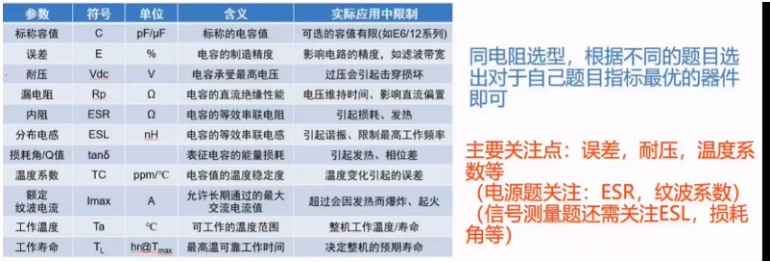 参数 符号 单位 含义 实际应用中限制
标称容值 C pF/μF 标称的电容值 可选的容值有限(如E6/12系列)
误差 E % 电容的制造精度 影响电路的精度，如滤波带宽
耐压 Vdc V 电容承受最高电压 过压会引起击穿损坏
漏电阻 Rp Ω 电容的直流绝缘性能 电压维持时间、影响直流偏置
内阻 ESR Ω 电容的等效串联电阻 引起损耗、发热
分布电感 ESL nH 电容的等效串联电感 引起谐振、限制最高工作频率
损耗角/Q值 tanδ 表征电容的能量损耗 引起发热、相位差
温度系数 TC ppm/℃ 电容值的温度稳定度 温度变化引起的误差
额定
纹波电流 Imax A 允许长期通过的最大
交流电流值 超过会因发热而爆炸、起火
工作温度 Ta ℃ 可工作的温度范围 整机工作温度/寿命
工作寿命 TL hr@Tmax 最高温可靠工作时间 决定整机的预期寿命
同电阻选型，根据不同的题目选
出对于自己题目指标最优的器件
即可
主要关注点：误差，耐压，温度系
数等
（电源题关注：ESR，纹波系数）
（信号测量题还需关注ESL，损耗
角等）